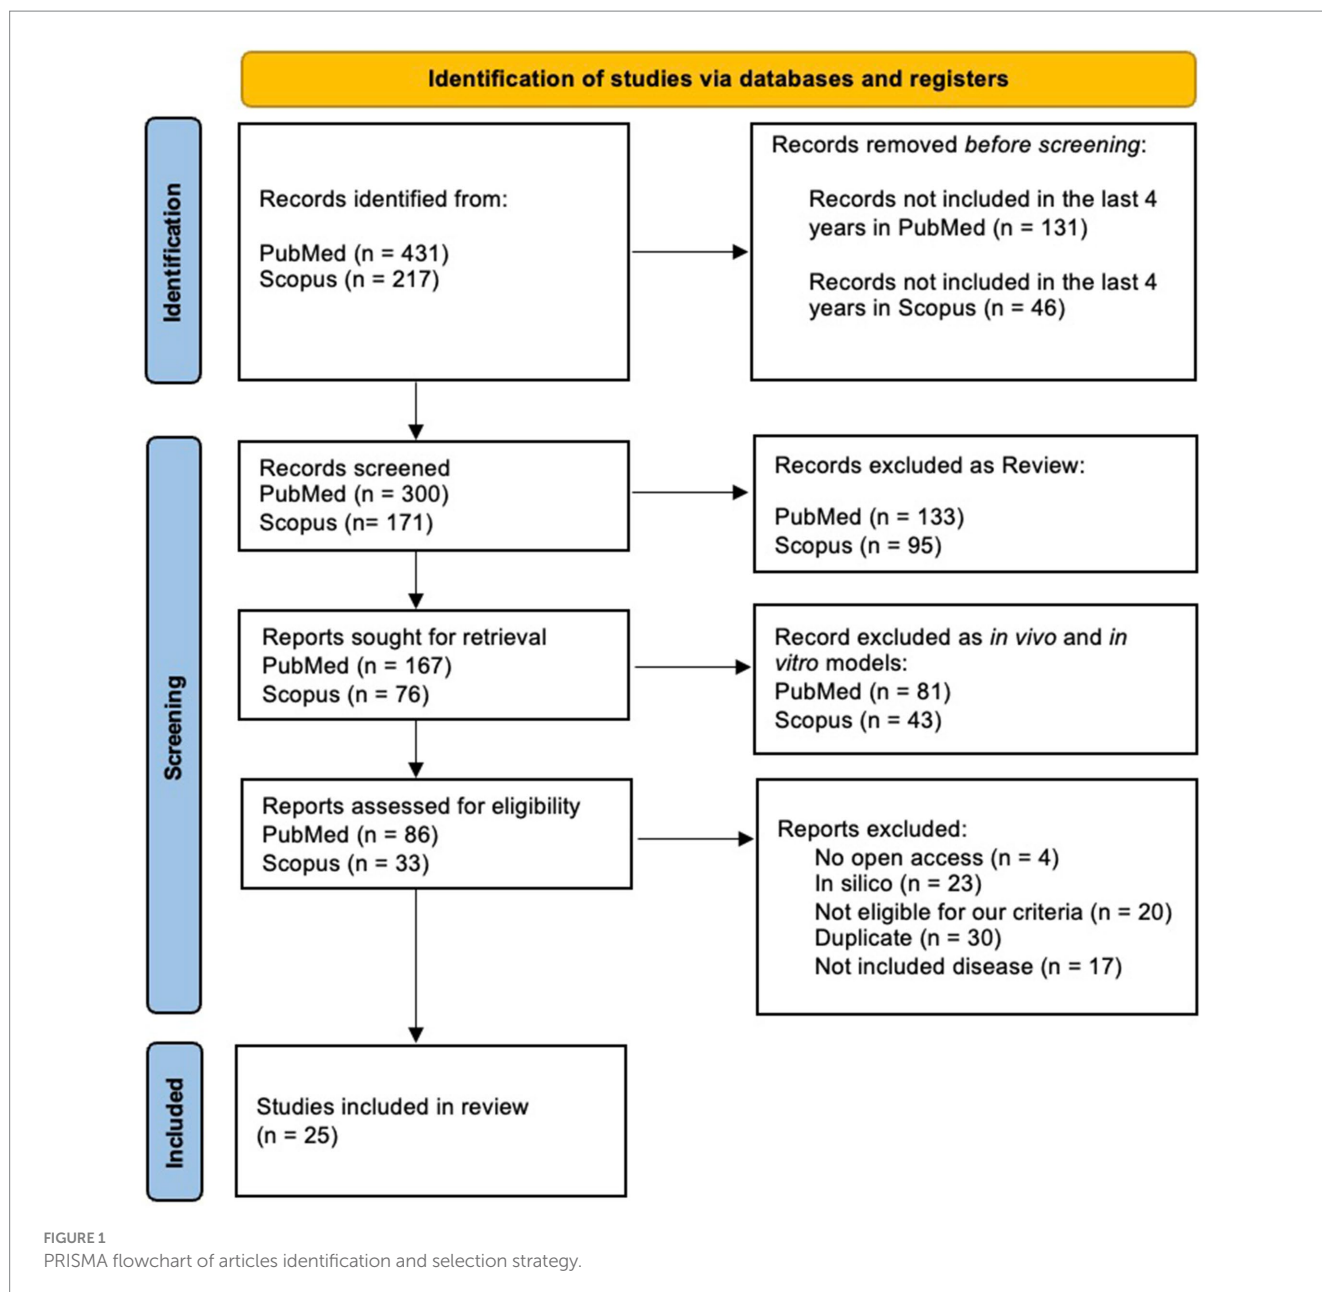 Identification of studies via databases and registers
Identification
Records identified from:
PubMed (n = 431)
Scopus (n = 217)
Records removed before screening:
Records not included in the last 4
years in PubMed (n = 131)
Records not included in the last 4
years in Scopus (n = 46)
Screening
Records screened
PubMed (n = 300)
Scopus (n= 171)
Records excluded as Review:
PubMed (n = 133)
Scopus (n = 95)
Reports sought for retrieval
PubMed (n = 167)
Scopus (n = 76)
Record excluded as in vivo and in
vitro models:
PubMed (n = 81)
Scopus (n = 43)
Reports assessed for eligibility
PubMed (n = 86)
Scopus (n = 33)
Reports excluded:
No open access (n = 4)
In silico (n = 23)
Not eligible for our criteria (n = 20)
Duplicate (n = 30)
Not included disease (n = 17)
Included
Studies included in review
(n = 25)
FIGURE 1
PRISMA flowchart of articles identification and selection strategy.